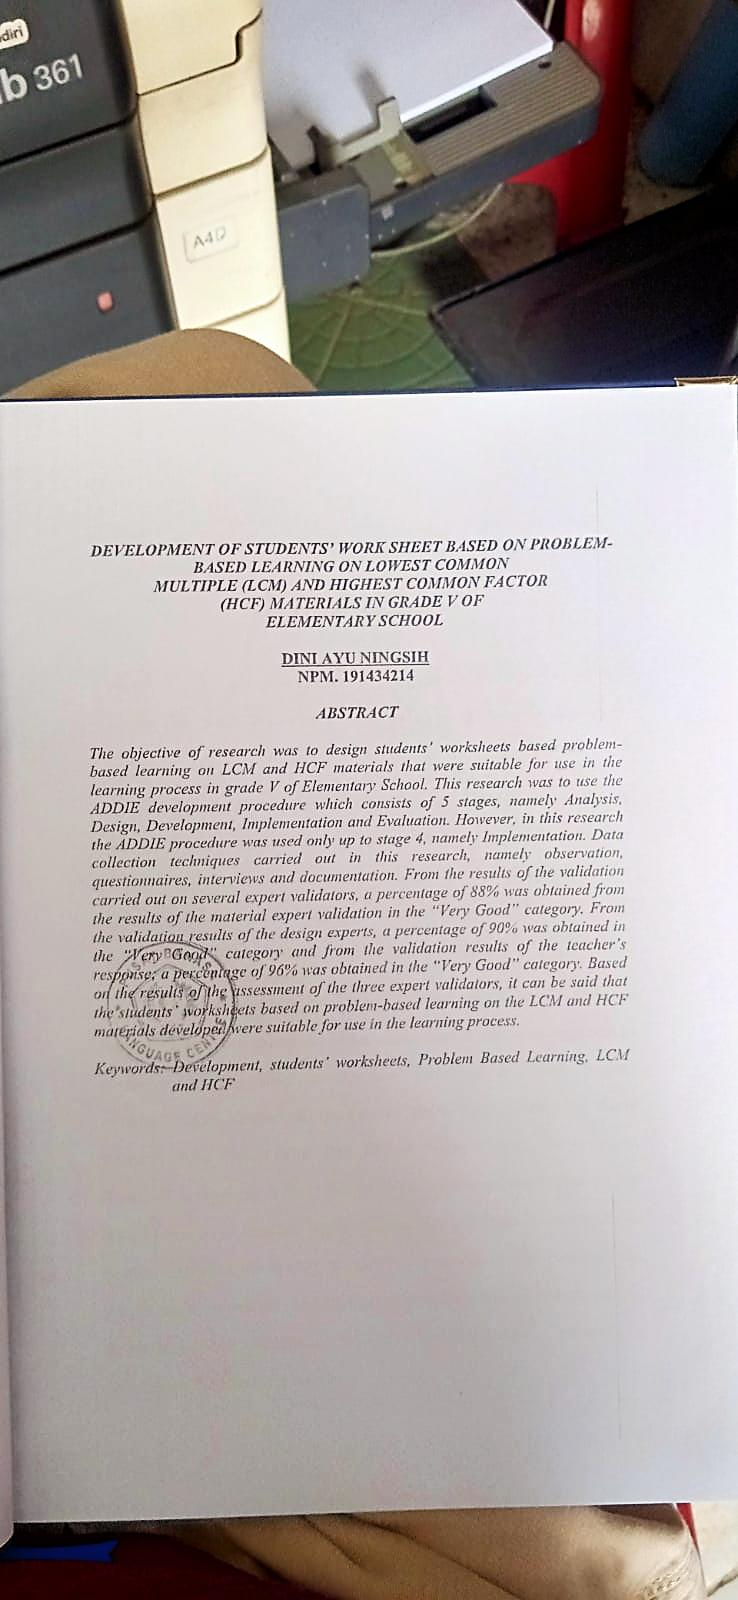 diri
b 361
A4
DEVELOPMENT OF STUDENTS' WORK SHEET BASED ON PROBLEM-
BASED LEARNING ON LOWEST COMMON
MULTIPLE (LCM) AND HIGHEST COMMON FACTOR
(HCF) MATERIALS IN GRADE V OF
ELEMENTARY SCHOOL
DINI AYU NINGSIH
NPM. 191434214
ABSTRACT
The objective of research was to design students' worksheets based problem-
based learning on LCM and HCF materials that were suitable for use in the
learning process in grade V of Elementary School. This research was to use the
ADDIE development procedure which consists of 5 stages, namely Analysis,
Design, Development, Implementation and Evaluation. However, in this research
the ADDIE procedure was used only up to stage 4, namely Implementation. Data
collection techniques carried out in this research, namely observation,
questionnaires, interviews and documentation. From the results of the validation
carried out on several expert validators, a percentage of 88% was obtained from
the results of the material expert validation in the "Very Good" category. From
the validation results of the design experts, a percentage of 90% was obtained in
the "Very Good" category and from the validation results of the teacher's
response; a percentage of 96% was obtained in the "Very Good" category. Based
on the results of the assessment of the three expert validators, it can be said that
the students' worksheets based on problem-based learning on the LCM and HCF
materials developed were suitable for use in the learning process.
LANGUAGE CENTER
Keywords: Development, students' worksheets, Problem Based Learning, LCM
and HCF